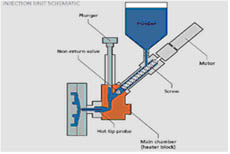 INJECTION UNIT SCHEMATIC
Plunger
Hopper
Non-return valve
Motor
Screw
Hot-tip probe
Main chamber
(heater block)